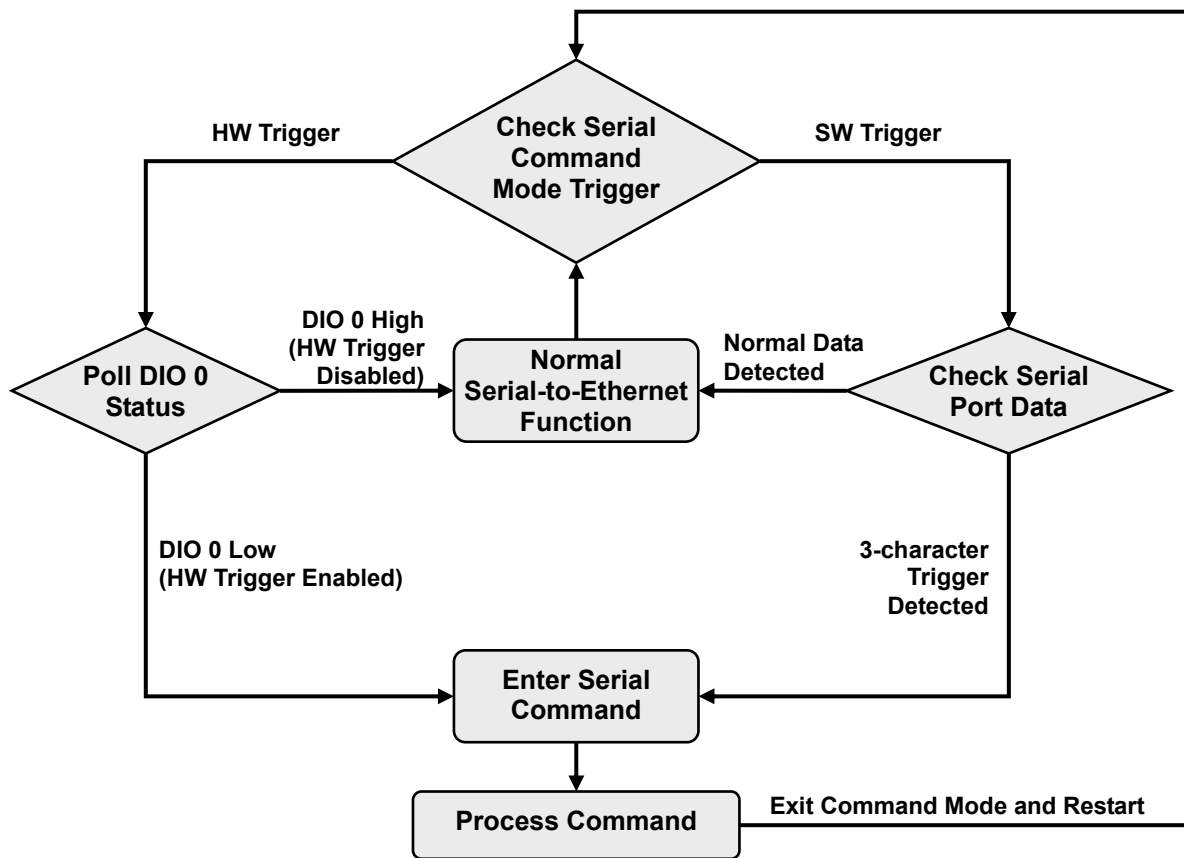 Check Serial
Command
Mode Trigger
HW Trigger
SW Trigger
Poll DIO 0
Status
DIO 0 High
(HW Trigger
Disabled)
Normal
Serial-to-Ethernet
Function
Normal Data
Detected
Check Serial
Port Data
DIO 0 Low
(HW Trigger Enabled)
3-character
Trigger
Detected
Enter Serial
Command
Process Command
Exit Command Mode and Restart